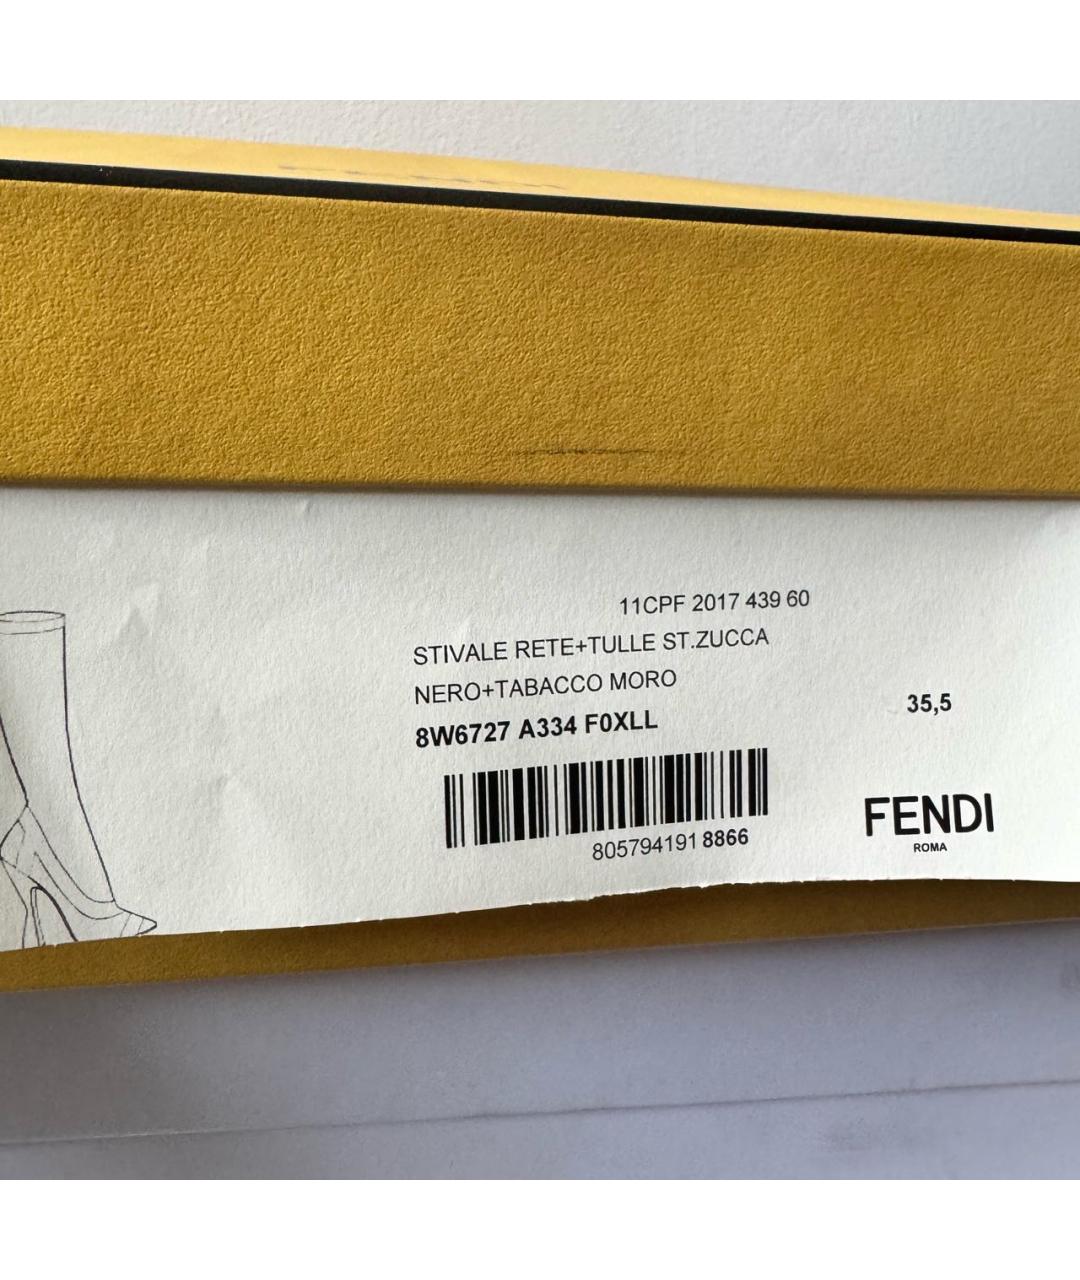 11CPF 2017 439 60
STIVALE RETE+TULLE ST.ZUCCA
NERO+TABACCO MORO
8W6727 A334 F0XLL
35,5
805794191 8866
FENDI
ROMA